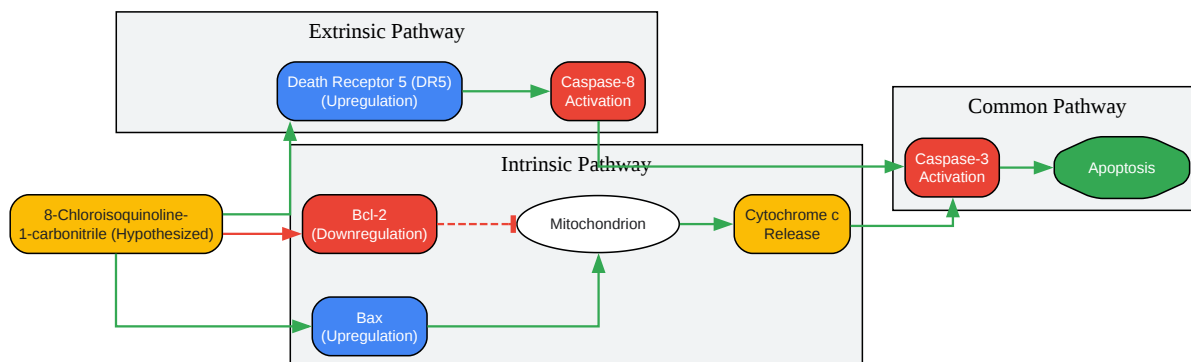 Extrinsic Pathway
Death Receptor 5 (DR5)
(Upregulation)
Caspase-8
Activation
Common Pathway
Caspase-3
Activation
Apoptosis
Intrinsic Pathway
8-Chloroisoquinoline-
1-carbonitrile (Hypothesized)
Bcl-2
(Downregulation)
Mitochondrion
Cytochrome c
Release
Bax
(Upregulation)